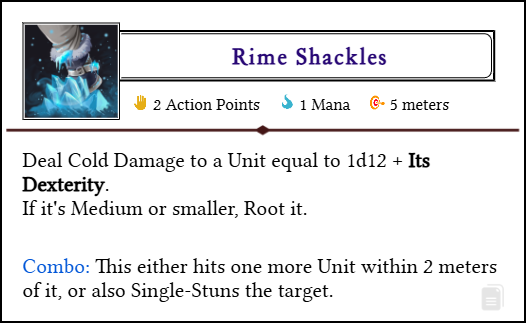 Rime Shackles
2 Action Points 1 Mana 5 meters
Deal Cold Damage to a Unit equal to 1d12 + Its
Dexterity.
If it's Medium or smaller, Root it.
Combo: This either hits one more Unit within 2 meters
of it, or also Single-Stuns the target.